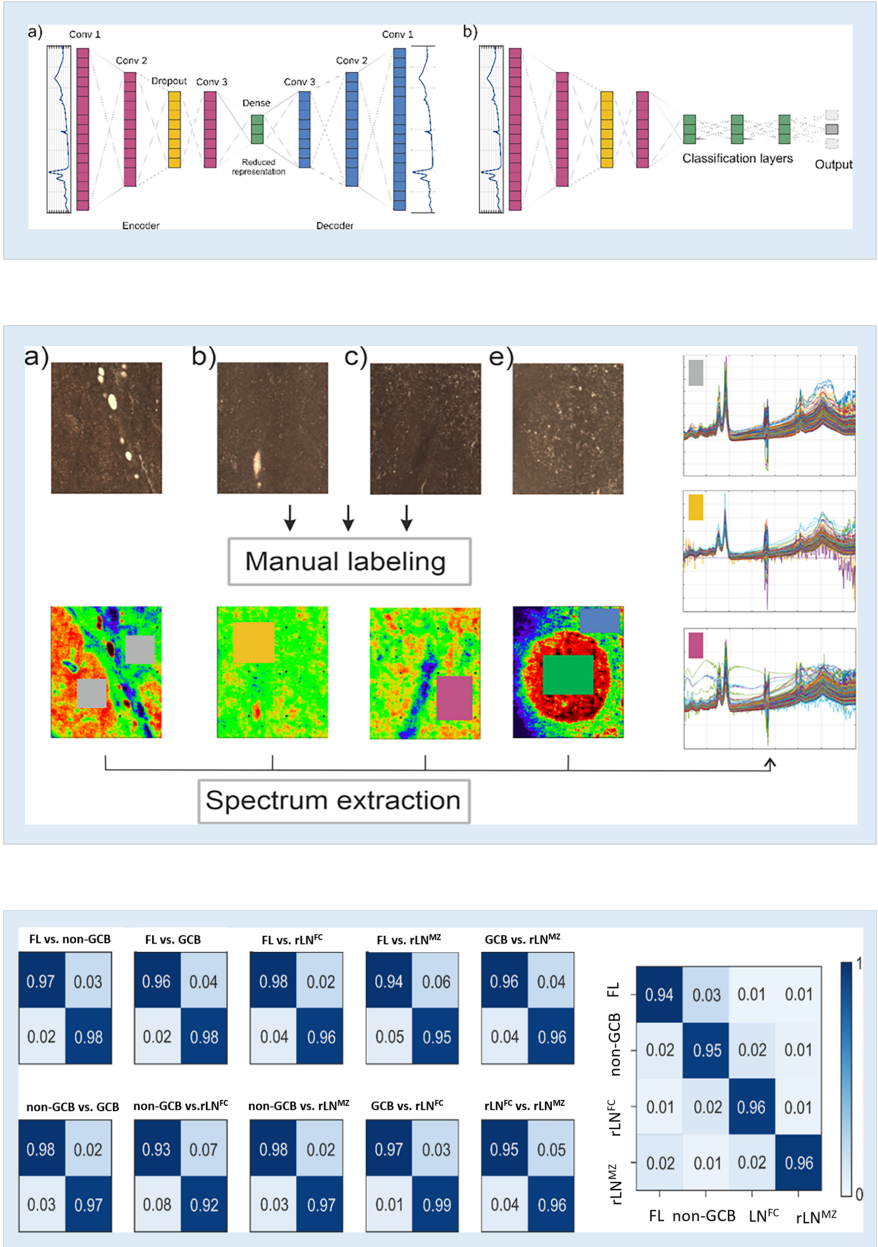 a)
b)
Conv 1
Conv 1
Conv 2
Conv 2
Dropout
Conv 3
Conv 3
Dense
Reduced
representation
Classification layers
Output
Encoder
Decoder
a)
b)
c)
e)
Manual labeling
Spectrum extraction
FL vs. non-GCB
FL vs. GCB
FL vs. rLN^FC
FL vs. rLN^MZ
GCB vs. rLN^MZ
0.97 0.03
0.96 0.04
0.98 0.02
0.94 0.06
0.96 0.04
0.02 0.98
0.02 0.98
0.04 0.96
0.05 0.95
0.04 0.96
non-GCB vs. GCB
non-GCB vs.rLN^FC
non-GCB vs. rLN^MZ
GCB vs. rLN^FC
rLN^FC vs. rLN^MZ
0.98 0.02
0.93 0.07
0.98 0.02
0.97 0.03
0.95 0.05
0.03 0.97
0.08 0.92
0.03 0.97
0.01 0.99
0.04 0.96
FL
0.94 0.03 0.01 0.01
non-GCB
0.02 0.95 0.02 0.01
rLN^FC
0.01 0.02 0.96 0.01
rLN^MZ
0.02 0.01 0.02 0.96
FL non-GCB LN^FC rLN^MZ
1
0